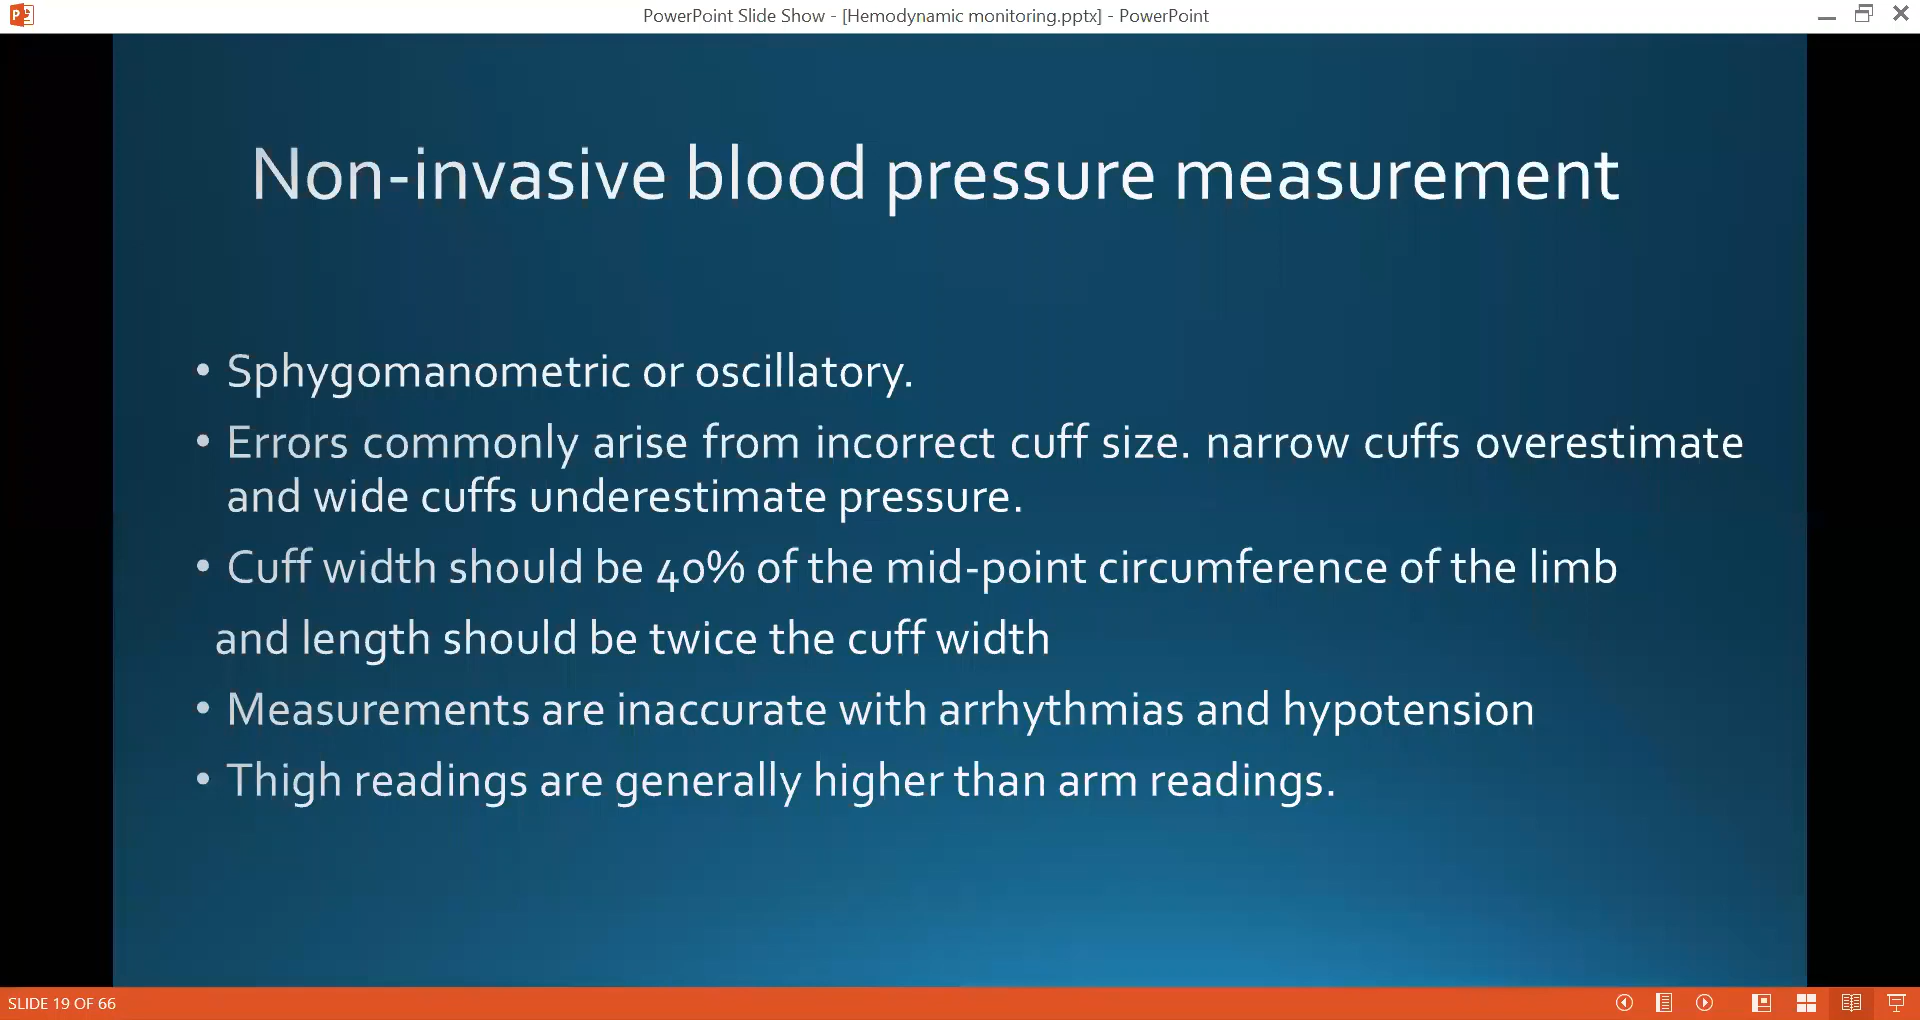 PowerPoint Slide Show - [Hemodynamic monitoring.pptx] - PowerPoint
Non-invasive blood pressure measurement
• Sphygomanometric or oscillatory.
• Errors commonly arise from incorrect cuff size. narrow cuffs overestimate
and wide cuffs underestimate pressure.
• Cuff width should be 40% of the mid-point circumference of the limb
and length should be twice the cuff width
• Measurements are inaccurate with arrhythmias and hypotension
• Thigh readings are generally higher than arm readings.
SLIDE 19 OF 66